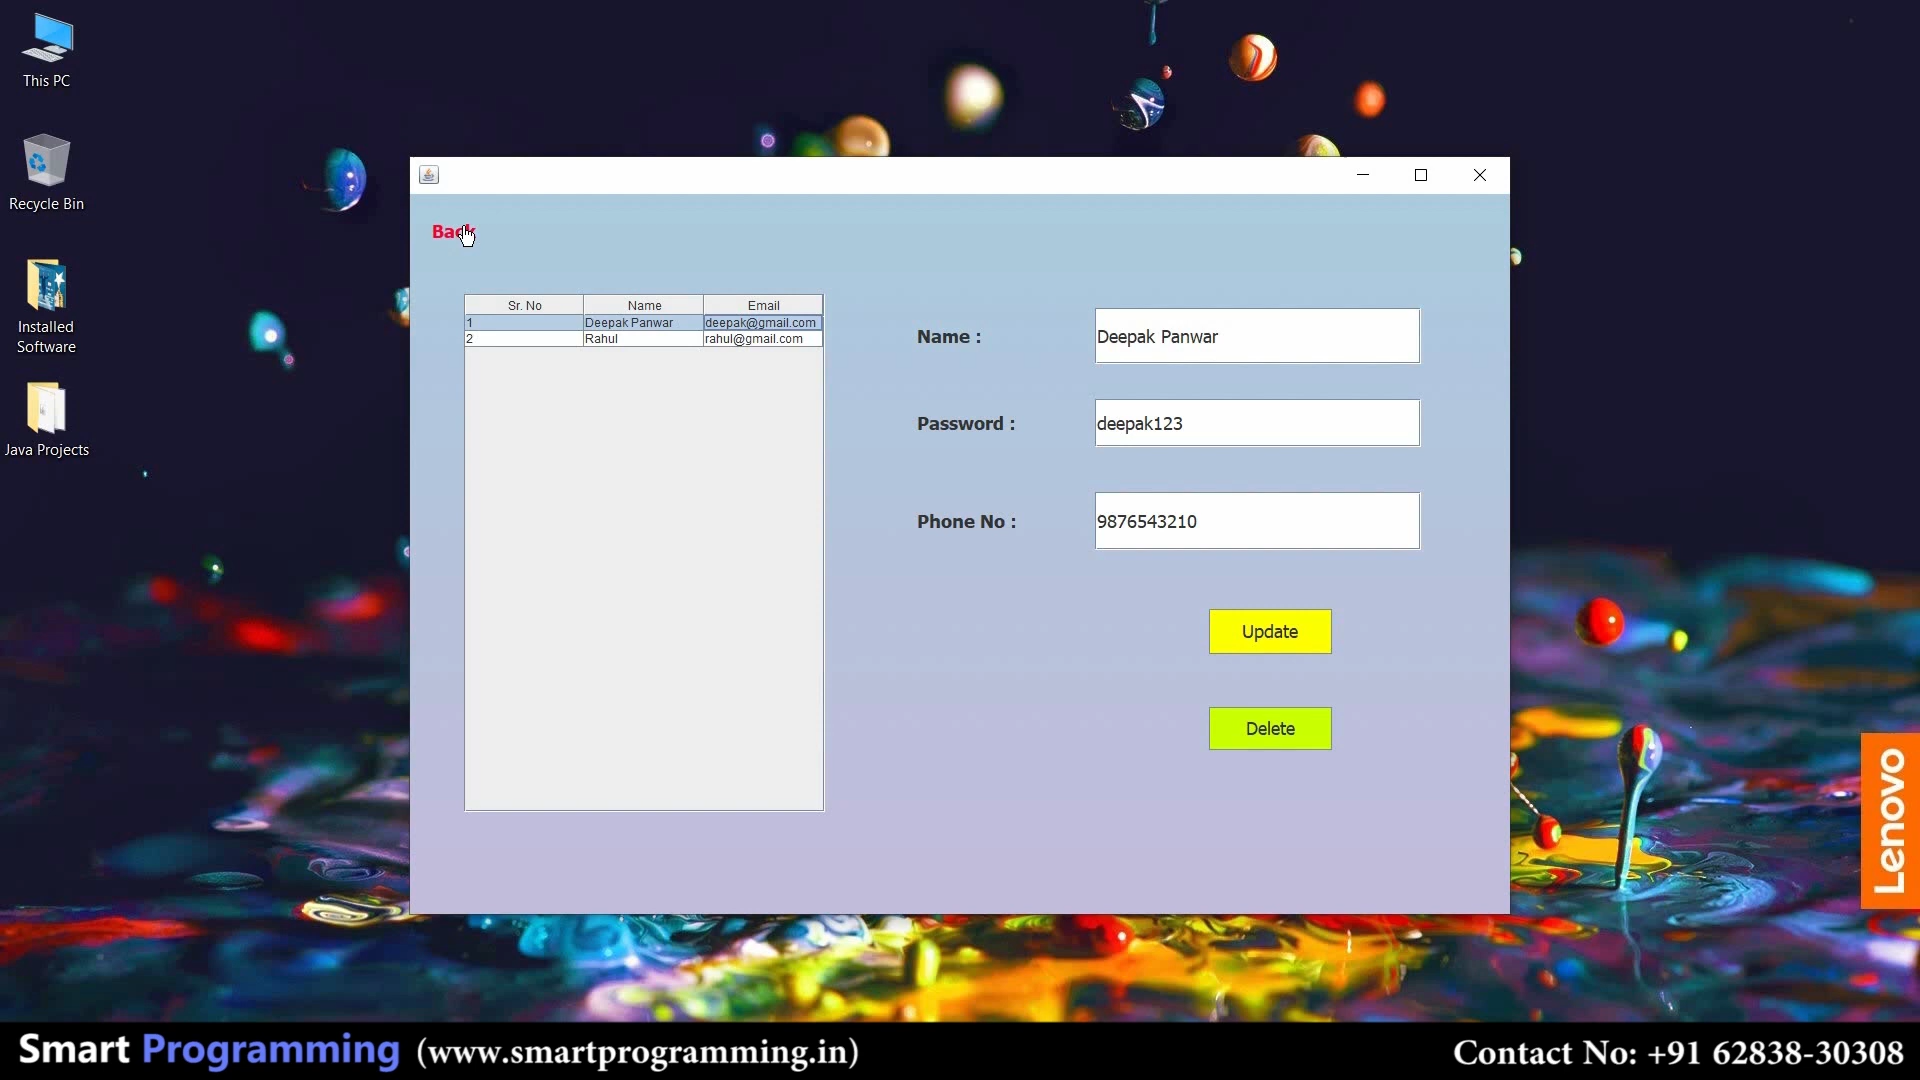 This PC
Recycle Bin
Installed
Software
Java Projects
Back
Sr. No Name Email
1 Deepak Panwar deepak@gmail.com
2 Rahul rahul@gmail.com
Name : Deepak Panwar
Password : deepak123
Phone No : 9876543210
Update
Delete
Lenovo
Smart Programming (www.smartprogramming.in)
Contact No: +91 62838-30308